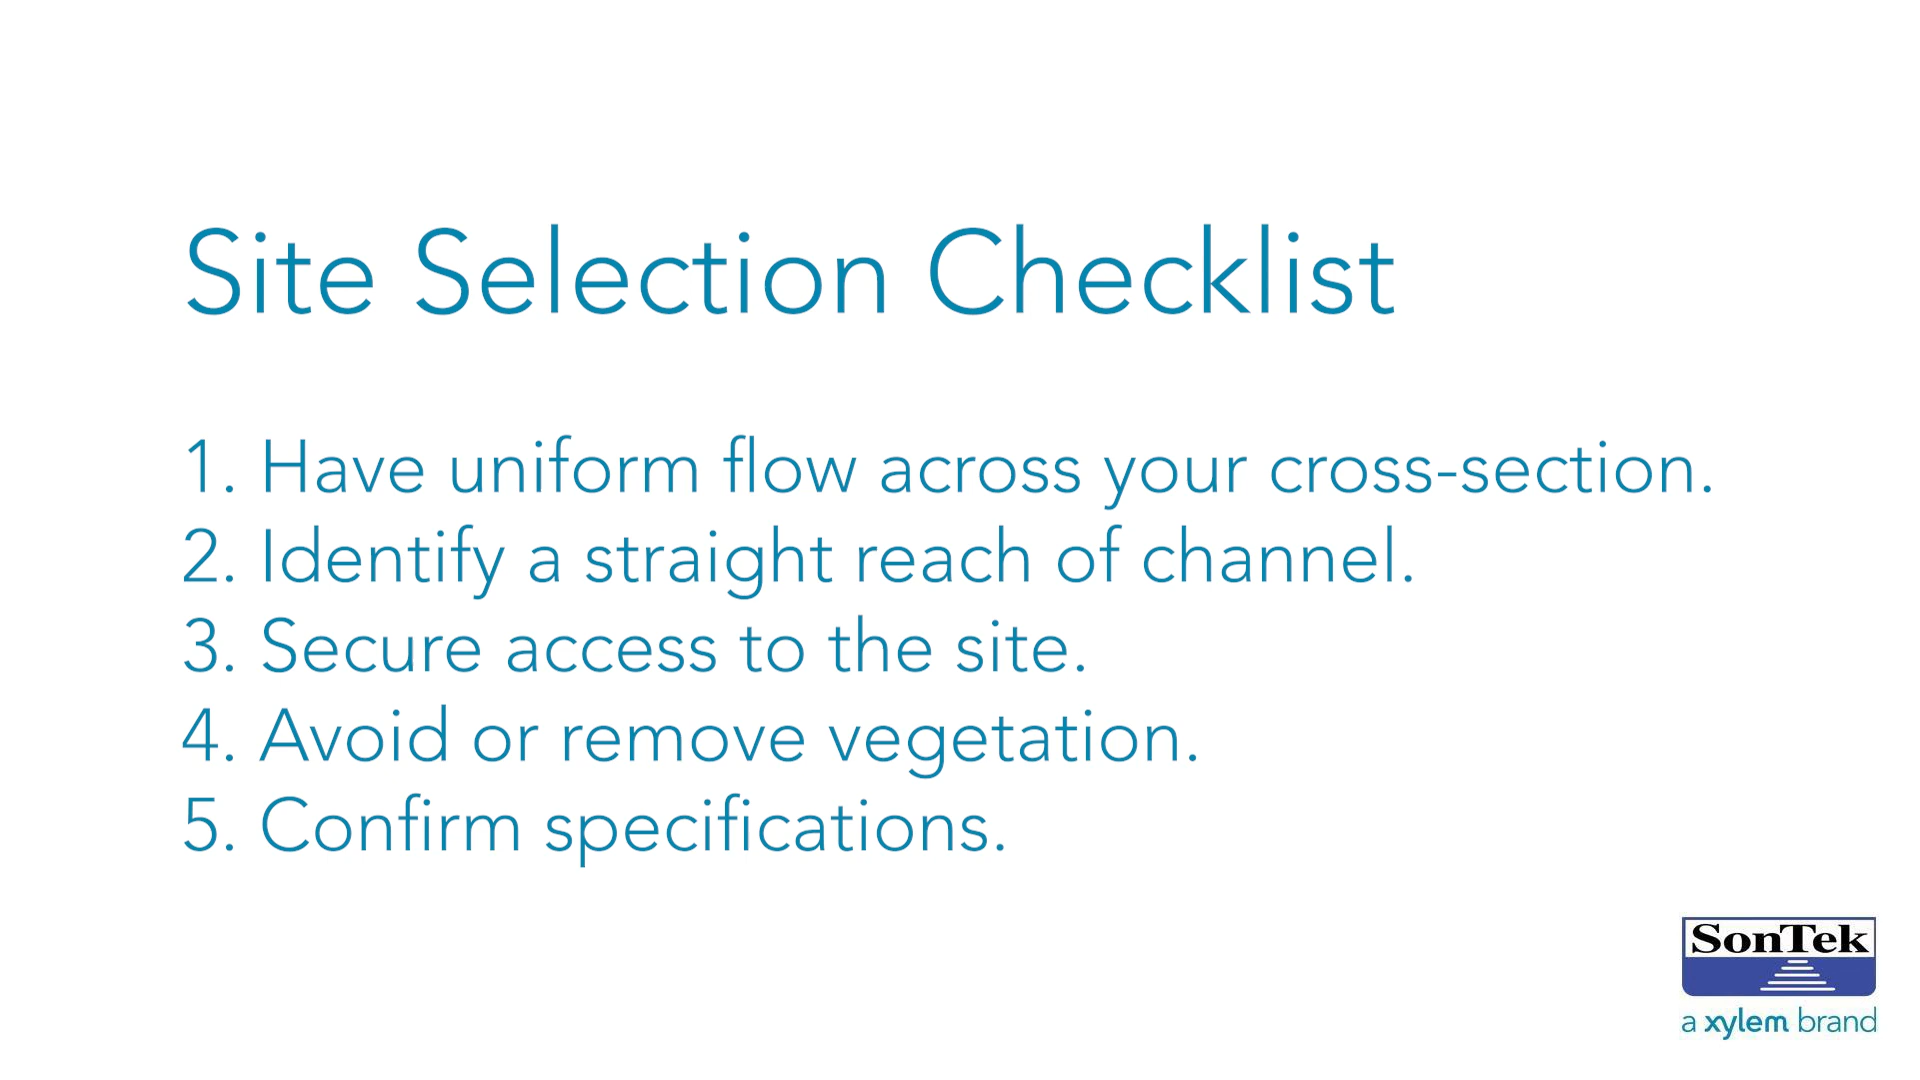 Site Selection Checklist
1. Have uniform flow across your cross-section.
2. Identify a straight reach of channel.
3. Secure access to the site.
4. Avoid or remove vegetation.
5. Confirm specifications.
SonTek
a xylem brand